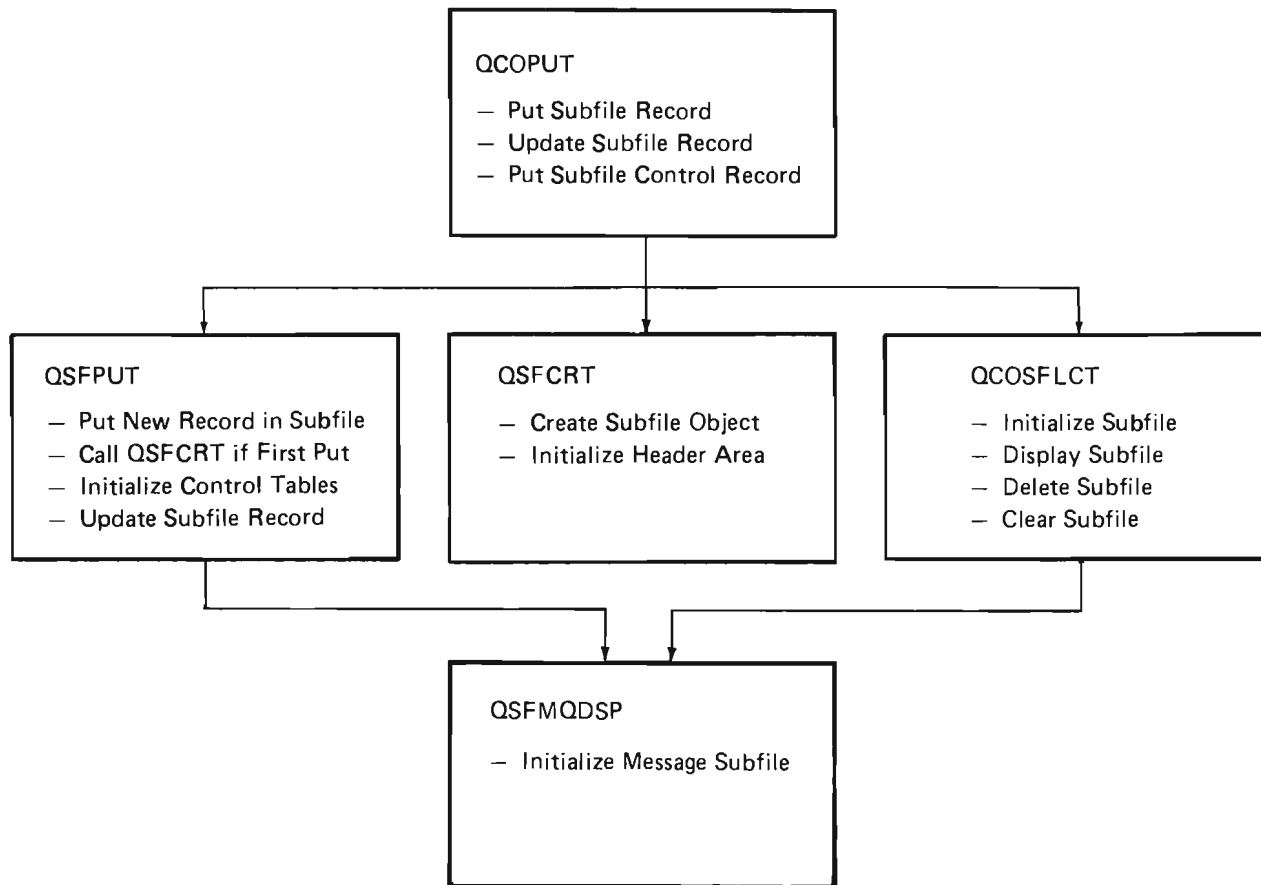 QCOPUT
— Put Subfile Record
— Update Subfile Record
— Put Subfile Control Record
QSFPUT
— Put New Record in Subfile
— Call QSFCRT if First Put
— Initialize Control Tables
— Update Subfile Record
QSFCRT
— Create Subfile Object
— Initialize Header Area
QCOSFLCT
— Initialize Subfile
— Display Subfile
— Delete Subfile
— Clear Subfile
QSFMQDSP
— Initialize Message Subfile